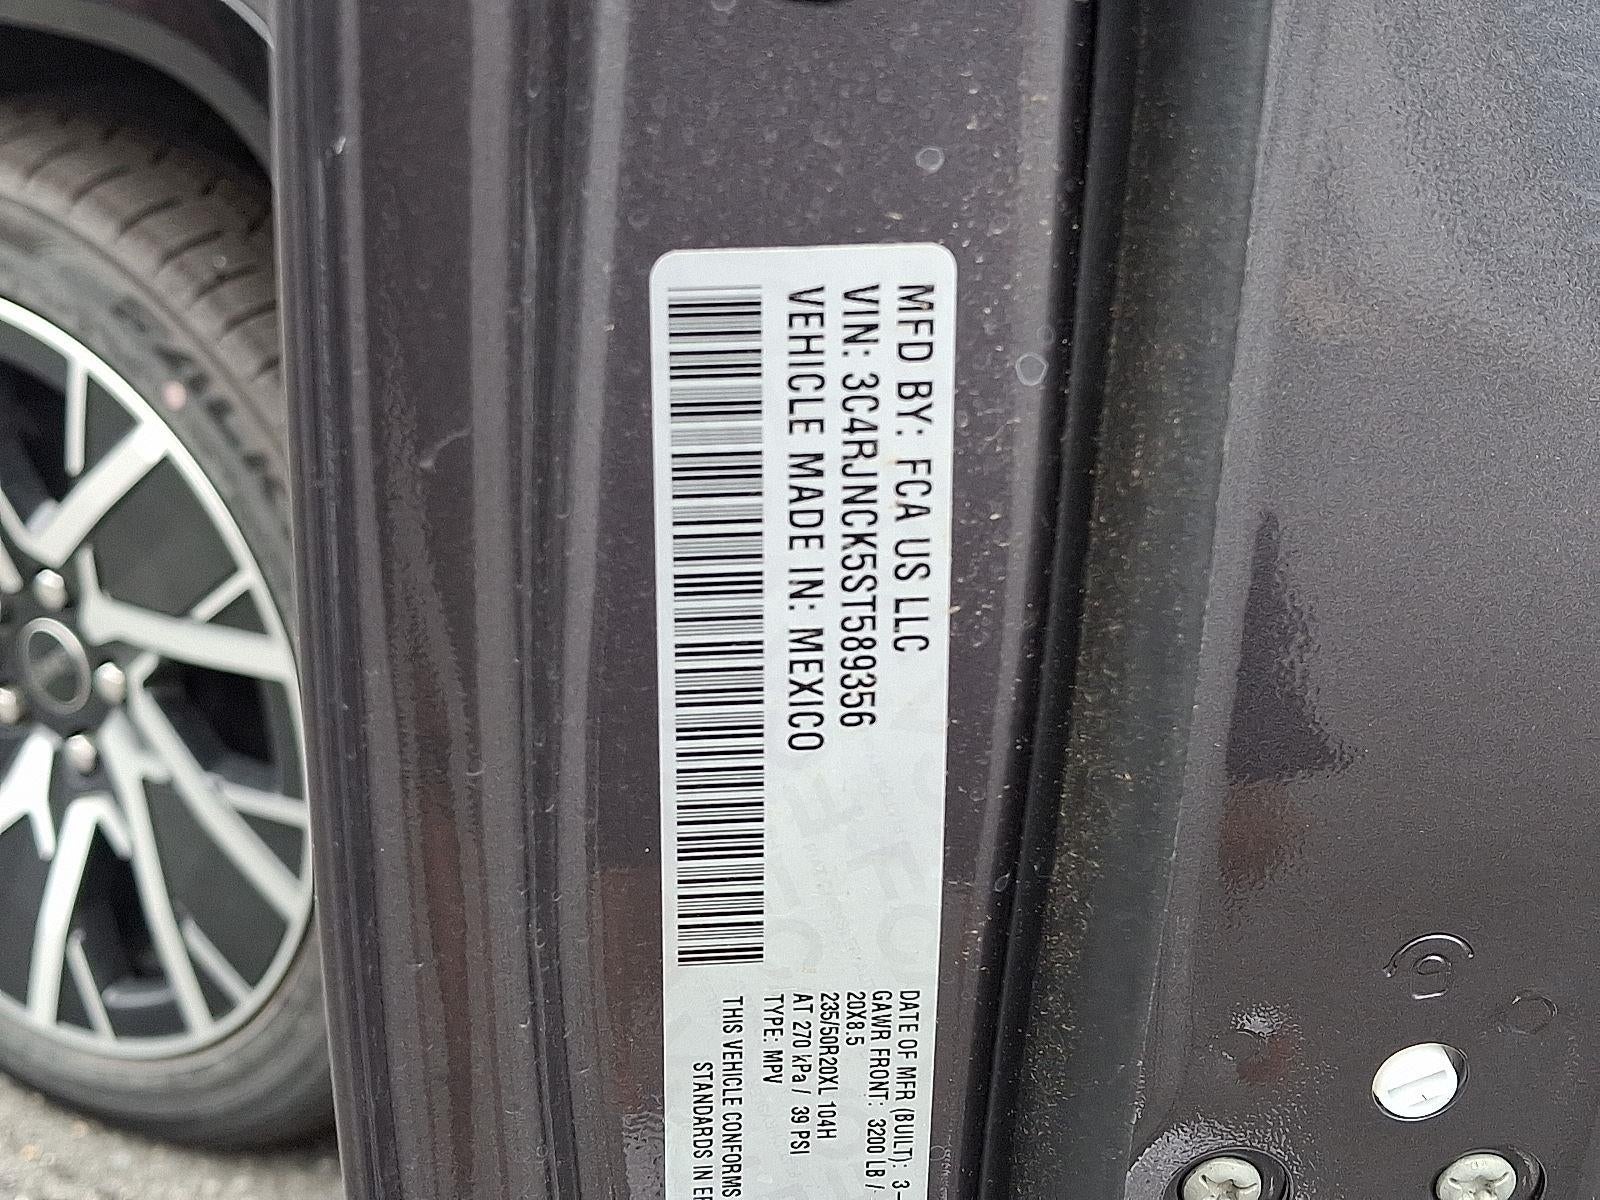 MFD BY: FCA US LLC
VIN: 3C4RJNCK5ST589356
VEHICLE MADE IN: MEXICO
DATE OF MFR (BUILT): 3-
GAWR FRONT: 3200 LB /
20X8.5
235/50R20XL 104H
AT 270 kPa / 39 PSI
TYPE: MPV
THIS VEHICLE CONFORMS
STANDARDS IN